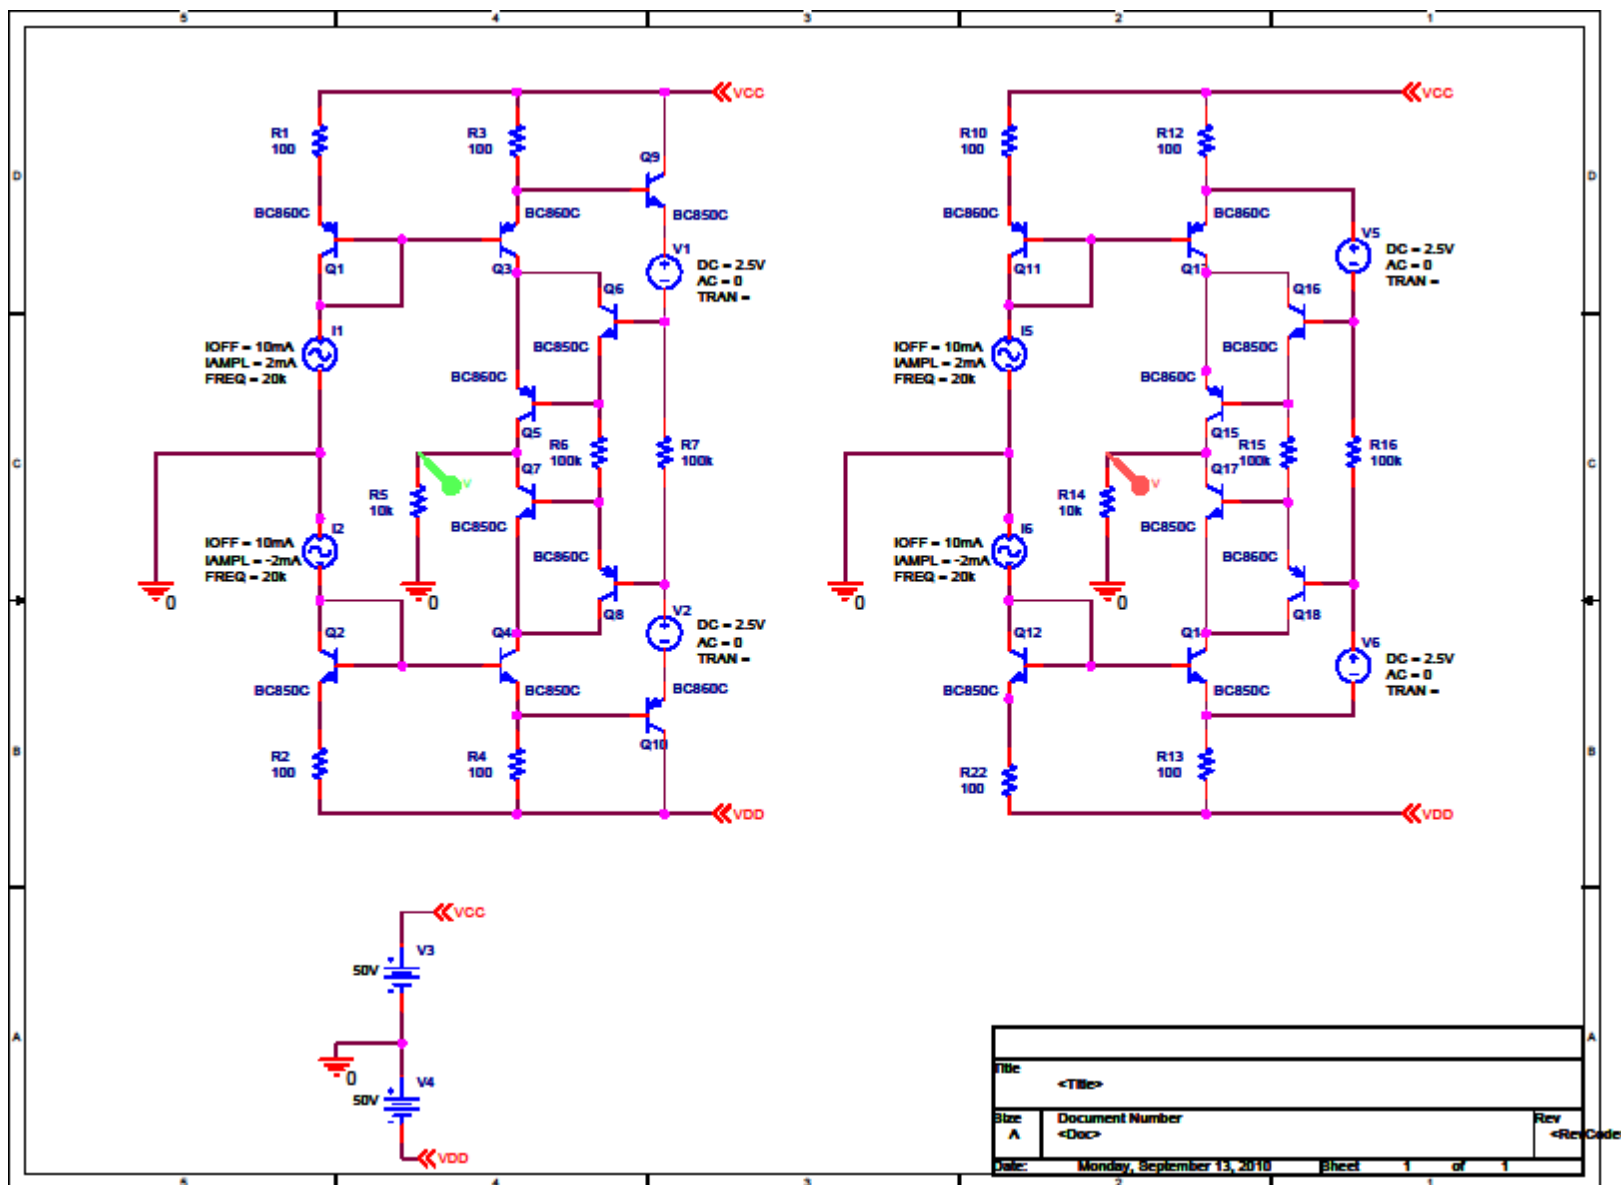 5 4 3 2 1
VCC
VCC
R1
100
R3
100
Q9
R10
100
R12
100
D
D
BC860C
BC860C
BC850C
BC860C
BC860C
Q1
Q3
V1
DC = 2.5V
AC = 0
TRAN =
Q11
V5
DC = 2.5V
AC = 0
TRAN =
Q6
Q16
I1
IOFF = 10mA
IAMPL = 2mA
FREQ = 20k
BC850C
I5
IOFF = 10mA
IAMPL = 2mA
FREQ = 20k
BC850C
BC860C
BC860C
Q5
R6
100k
R7
100k
Q15
R15
100k
R16
100k
C
C
Q7
Q17
R5
10k
V
R14
10k
V
BC850C
BC850C
I2
IOFF = 10mA
IAMPL = -2mA
FREQ = 20k
BC860C
I6
IOFF = 10mA
IAMPL = -2mA
FREQ = 20k
BC860C
0
0
0
0
Q8
V2
DC = 2.5V
AC = 0
TRAN =
Q18
V6
DC = 2.5V
AC = 0
TRAN =
Q2
Q4
Q12
BC850C
BC850C
BC860C
BC850C
BC850C
Q10
B
B
R2
100
R4
100
R22
100
R13
100
VDD
VDD
VCC
V3
50V
A
A
0
V4
50V
VDD
Title
<Title>
Size
A
Document Number
<Doc>
Rev
Date:
Monday, September 13, 2010
Sheet 1 of 1
5 4 3 2 1